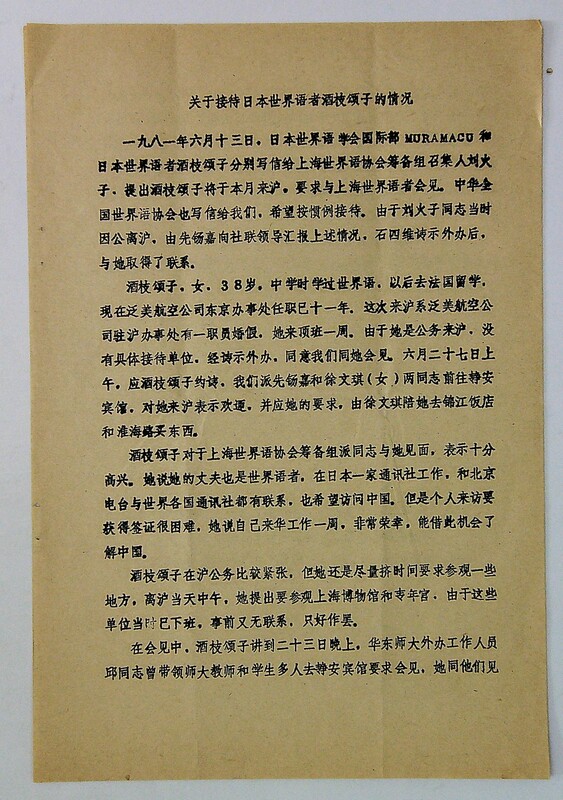 关于接待日本世界语者酒枝颂子的情况
一九八一年六月十三日，日本世界语学会国际部MURAMACU和
日本世界语者酒枝颂子分别写信给上海世界语协会筹备组召集人刘火
子，提出酒枝颂子将于本月来沪。要求与上海世界语者会见。中华全
国世界语协会也写信给我们，希望按惯例接待。由于刘火子同志当时
因公离沪，由先锡嘉向社联领导汇报上述情况，石四维请示外办后，
与她取得了联系。
酒枝颂子，女，38岁，中学时学过世界语，以后去法国留学，
现在泛美航空公司东京办事处任职已十一年。这次来沪系泛美航空公
司驻沪办事处有一职员婚假，她来顶班一周。由于她是公务来沪，没
有具体接待单位，经请示外办，同意我们同她会见。六月二十七日上
午，应酒枝颂子约请，我们派先锡嘉和徐文琪（女）两同志前往静安
宾馆，对她来沪表示欢迎，并应她的要求，由徐文琪陪她去锦江饭店
和淮海路买东西。
酒枝颂子对于上海世界语协会筹备组派同志与她见面，表示十分
高兴。她说她的丈夫也是世界语者，在日本一家通讯社工作，和北京
电台与世界各国通讯社都有联系，也希望访问中国。但是个人来访要
获得签证很困难，她说自己来华工作一周，非常荣幸，能借此机会了
解中国。
酒枝颂子在沪公务比较紧张，但她还是尽量挤时间要求参观一些
地方，离沪当天中午，她提出要参观上海博物馆和少年宫，由于这些
单位当时已下班，事前又无联系，只好作罢。
在会见中，酒枝颂子讲到二十三日晚上，华东师大外办工作人员
邱同志曾带领师大教师和学生多人去静安宾馆要求会见，她同他们见